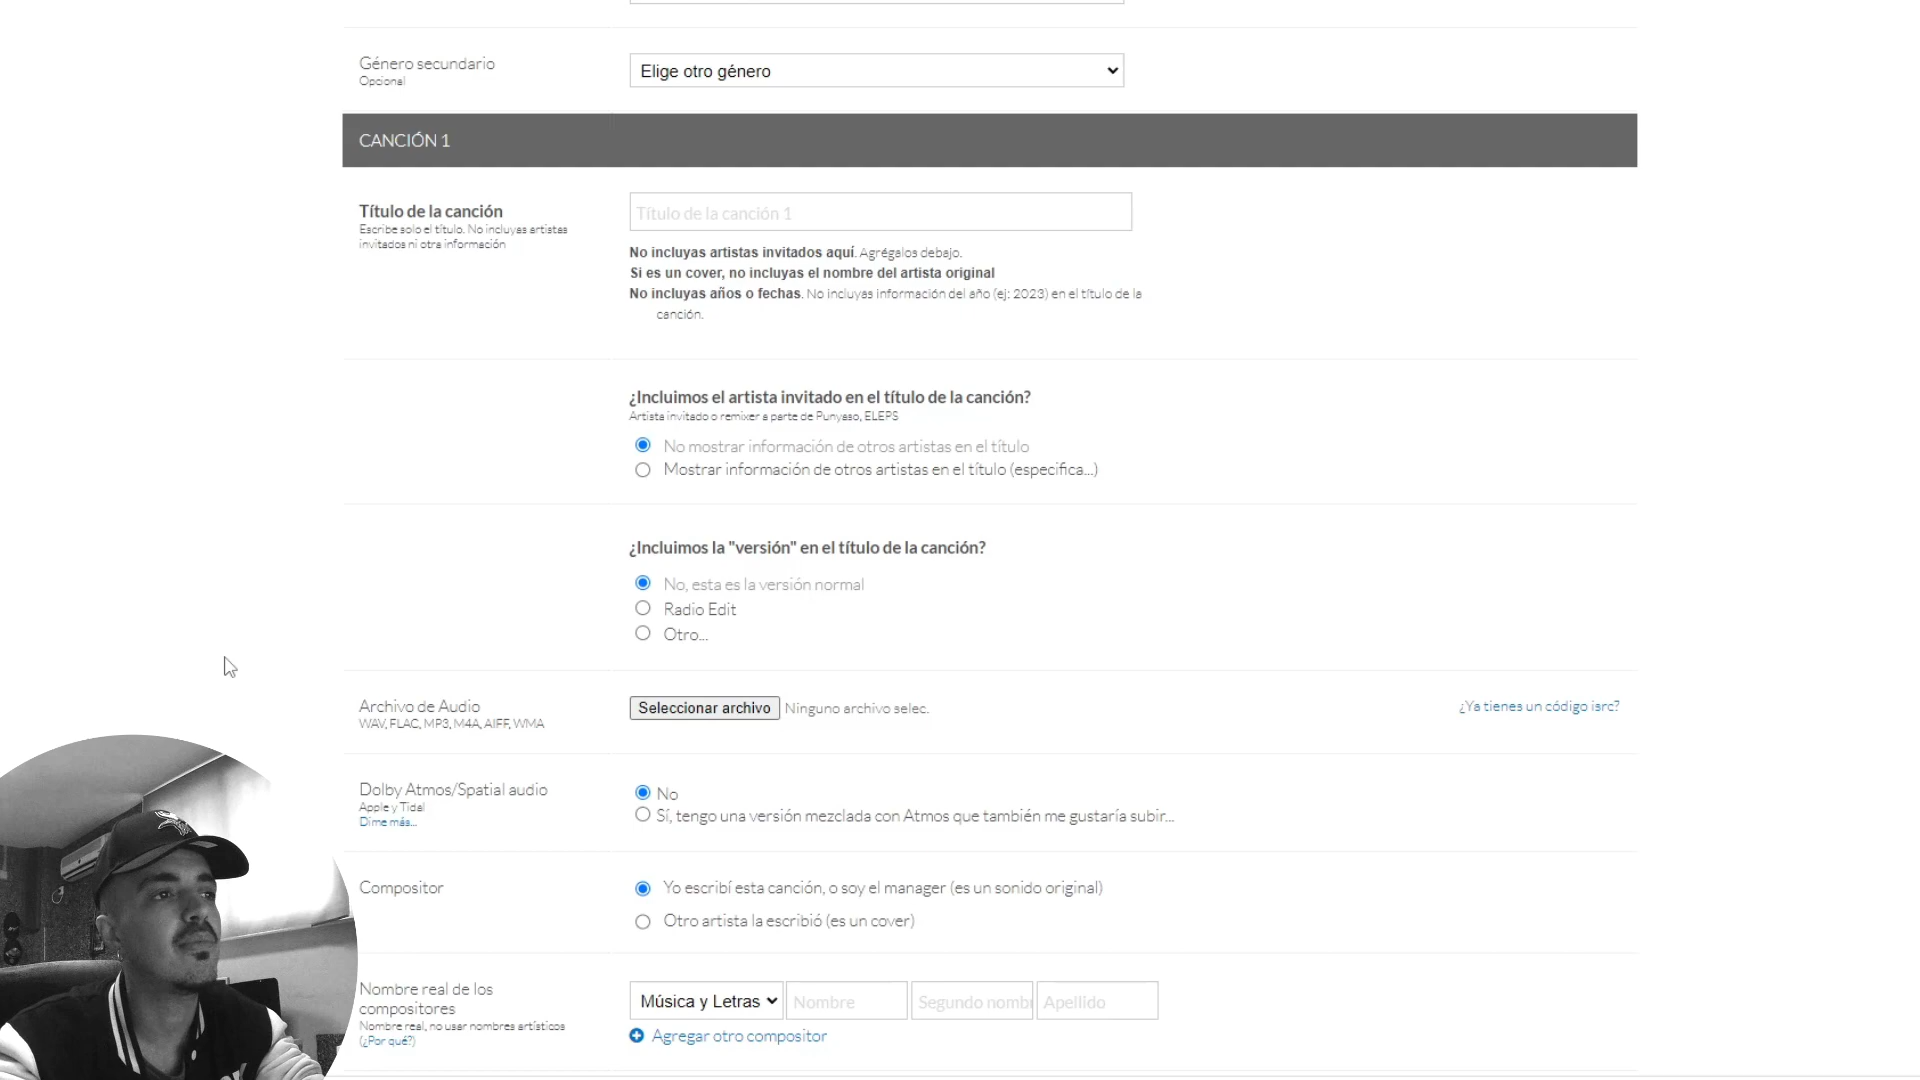 Género secundario
Opcional
Elige otro género
CANCIÓN 1
Título de la canción
Escribe solo el título. No incluyas artistas
invitados ni otra información
Título de la canción 1
No incluyas artistas invitados aquí. Agrégalos debajo.
Si es un cover, no incluyas el nombre del artista original
No incluyas años o fechas. No incluyas información del año (ej: 2023) en el título de la
canción.
¿Incluimos el artista invitado en el título de la canción?
Artista invitado o remixer a parte de Punyaso, ELEPS
No mostrar información de otros artistas en el título
Mostrar información de otros artistas en el título (especifica...)
¿Incluimos la "versión" en el título de la canción?
No, esta es la versión normal
Radio Edit
Otro...
Archivo de Audio
WAV, FLAC, MP3, M4A, AIFF, WMA
Seleccionar archivo Ninguno archivo selec.
¿Ya tienes un código isrc?
Dolby Atmos/Spatial audio
Apple y Tidal
Dime más...
No
Sí, tengo una versión mezclada con Atmos que también me gustaría subir...
Compositor
Yo escribí esta canción, o soy el manager (es un sonido original)
Otro artista la escribió (es un cover)
Nombre real de los
compositores
Nombre real, no usar nombres artísticos
(¿Por qué?)
Música y Letras Nombre Segundo nomb Apellido
Agregar otro compositor